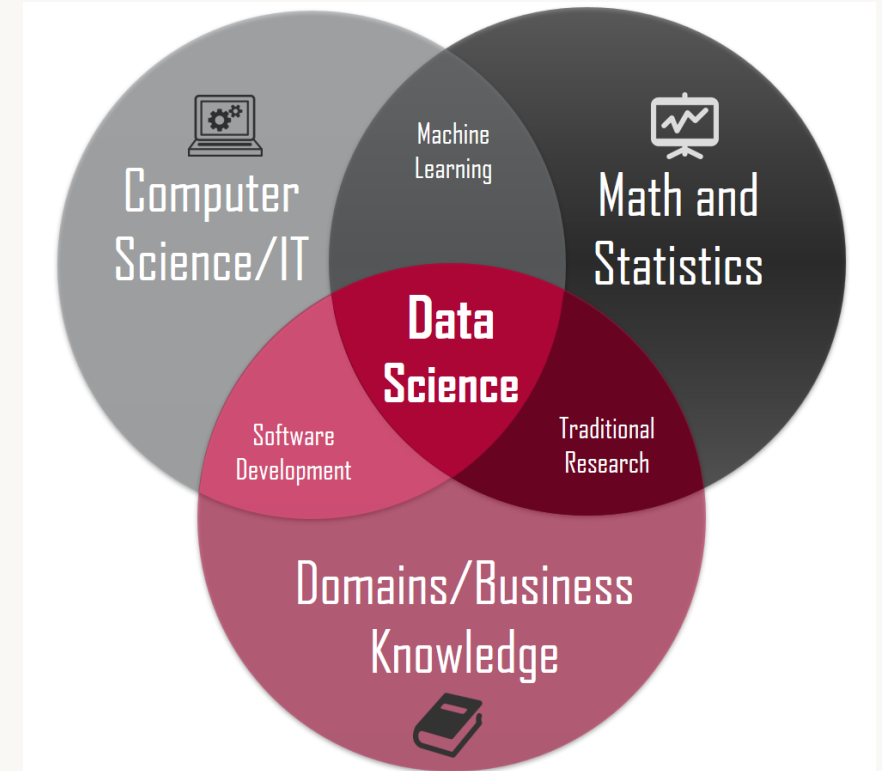 Machine
Learning
Computer
Science/IT
Math and
Statistics
Data
Science
Software
Development
Traditional
Research
Domains/Business
Knowledge